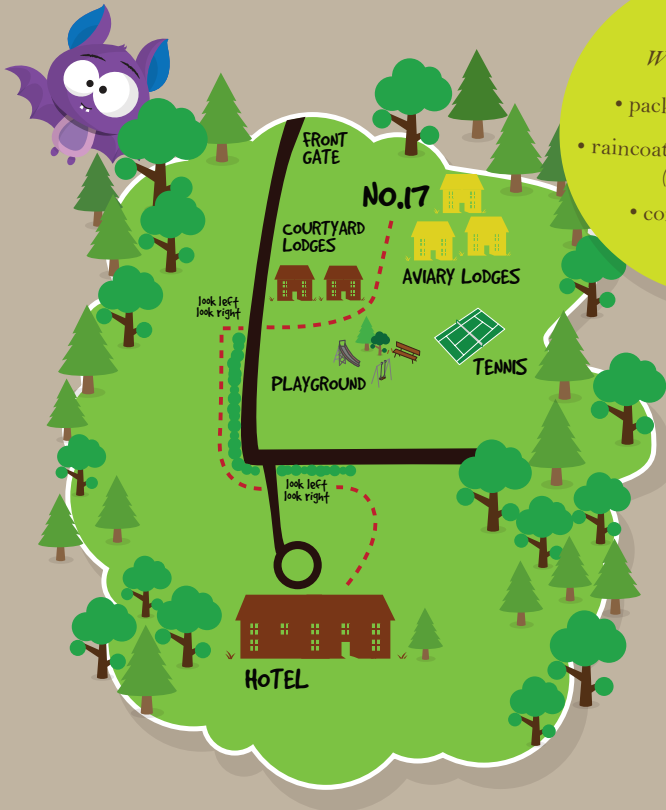 W
• pack
• raincoat
(
• co
FRONT
GATE
NO.17
COURTYARD
LODGES
AVIARY LODGES
look left
look right
PLAYGROUND
TENNIS
look left
look right
HOTEL